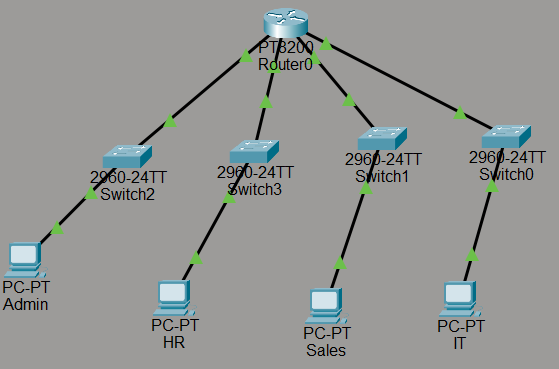 PT8200
Router0
2960-24TT
Switch2
2960-24TT
Switch3
2960-24TT
Switch1
2960-24TT
Switch0
PC-PT
Admin
PC-PT
HR
PC-PT
Sales
PC-PT
IT